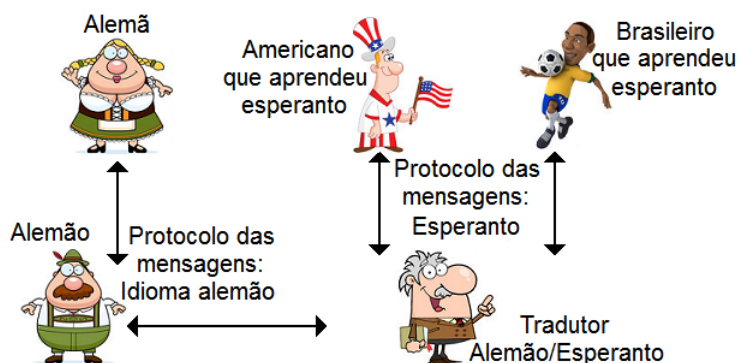 Alemã
Americano
que aprendeu
esperanto
Brasileiro
que aprendeu
esperanto
Protocolo das
mensagens:
Esperanto
Alemão
Protocolo das
mensagens:
Idioma alemão
Tradutor
Alemão/Esperanto